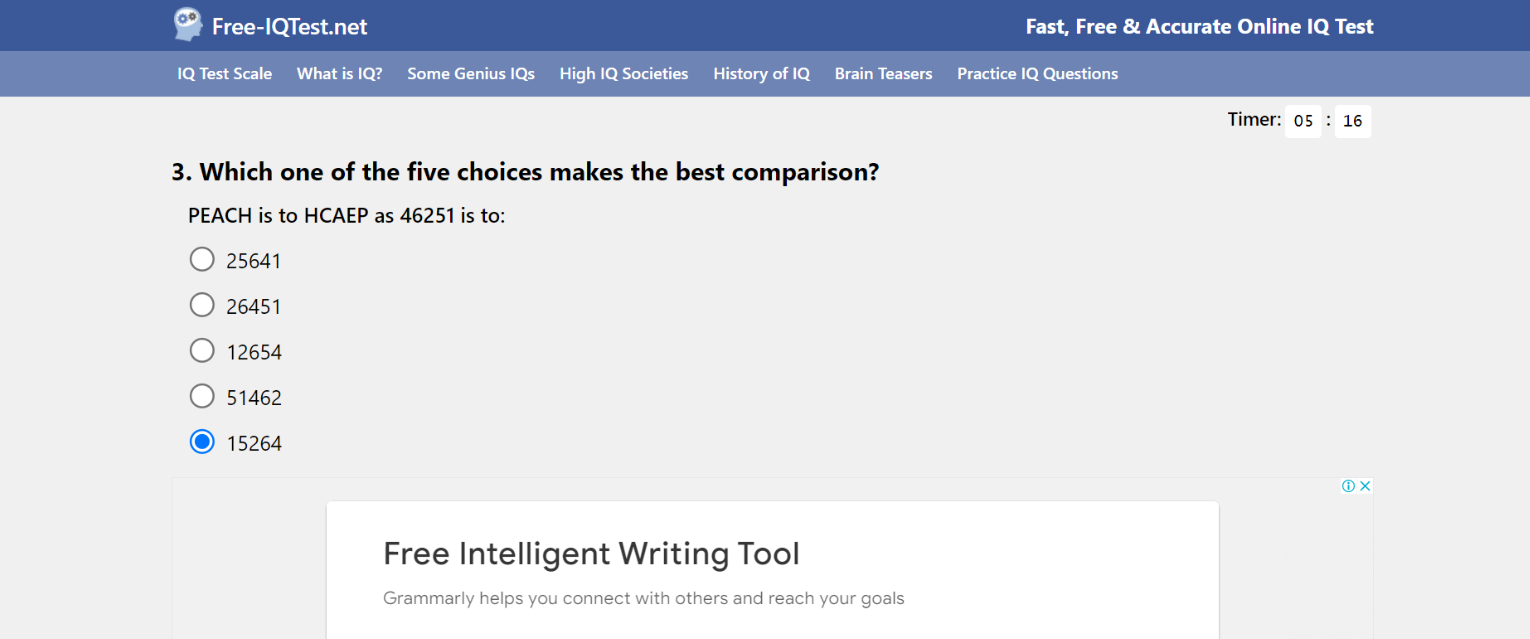 Free-IQTest.net
Fast, Free & Accurate Online IQ Test
IQ Test Scale What is IQ? Some Genius IQs High IQ Societies History of IQ Brain Teasers Practice IQ Questions
Timer: 05 : 16
3. Which one of the five choices makes the best comparison?
PEACH is to HCAEP as 46251 is to:
25641
26451
12654
51462
15264
Free Intelligent Writing Tool
Grammarly helps you connect with others and reach your goals